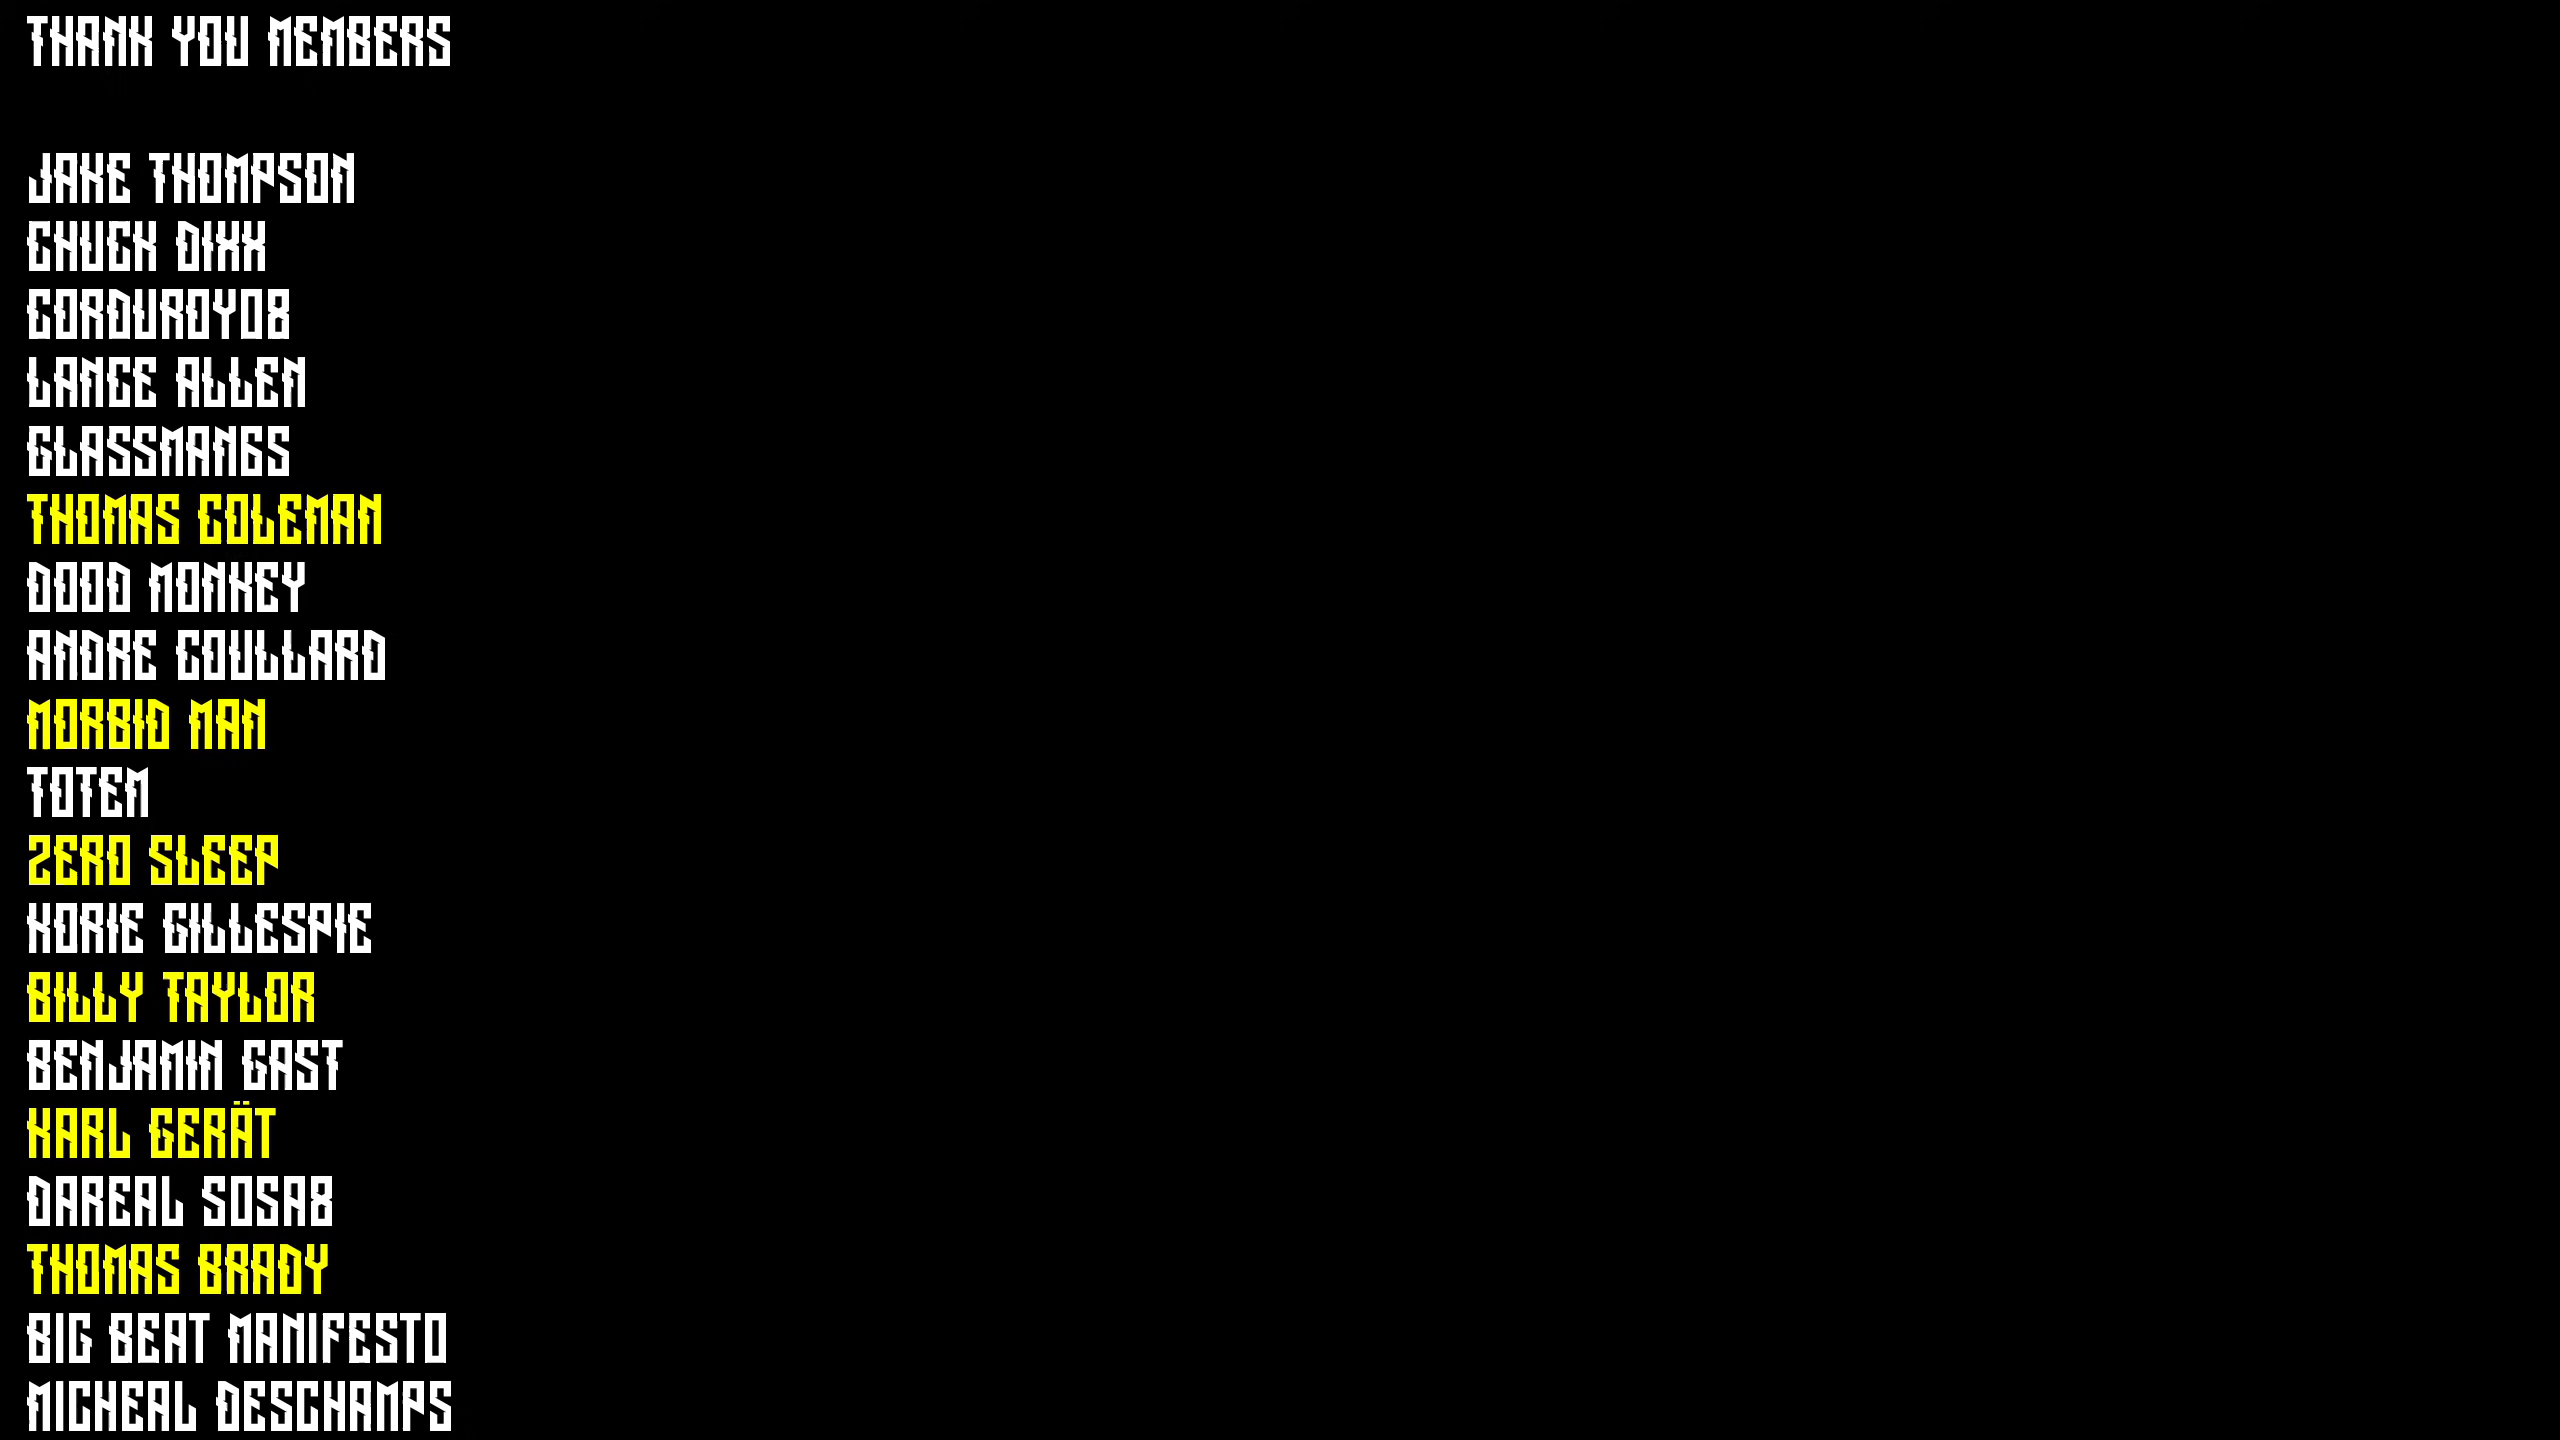 THANK YOU MEMBERS
JAKE THOMPSON
CHUCK DIXX
CORDUROY08
LANCE ALLEN
GLASSMAN65
THOMAS COLEMAN
DOOD MONKEY
ANDRE COULLARD
MORBID MAN
TOTEM
ZERO SLEEP
KORIE GILLESPIE
BILLY TAYLOR
BENJAMIN GAST
KARL GERÄT
DAREAL SOSA8
THOMAS BRADY
BIG BEAT MANIFESTO
MICHEAL DESCHAMPS